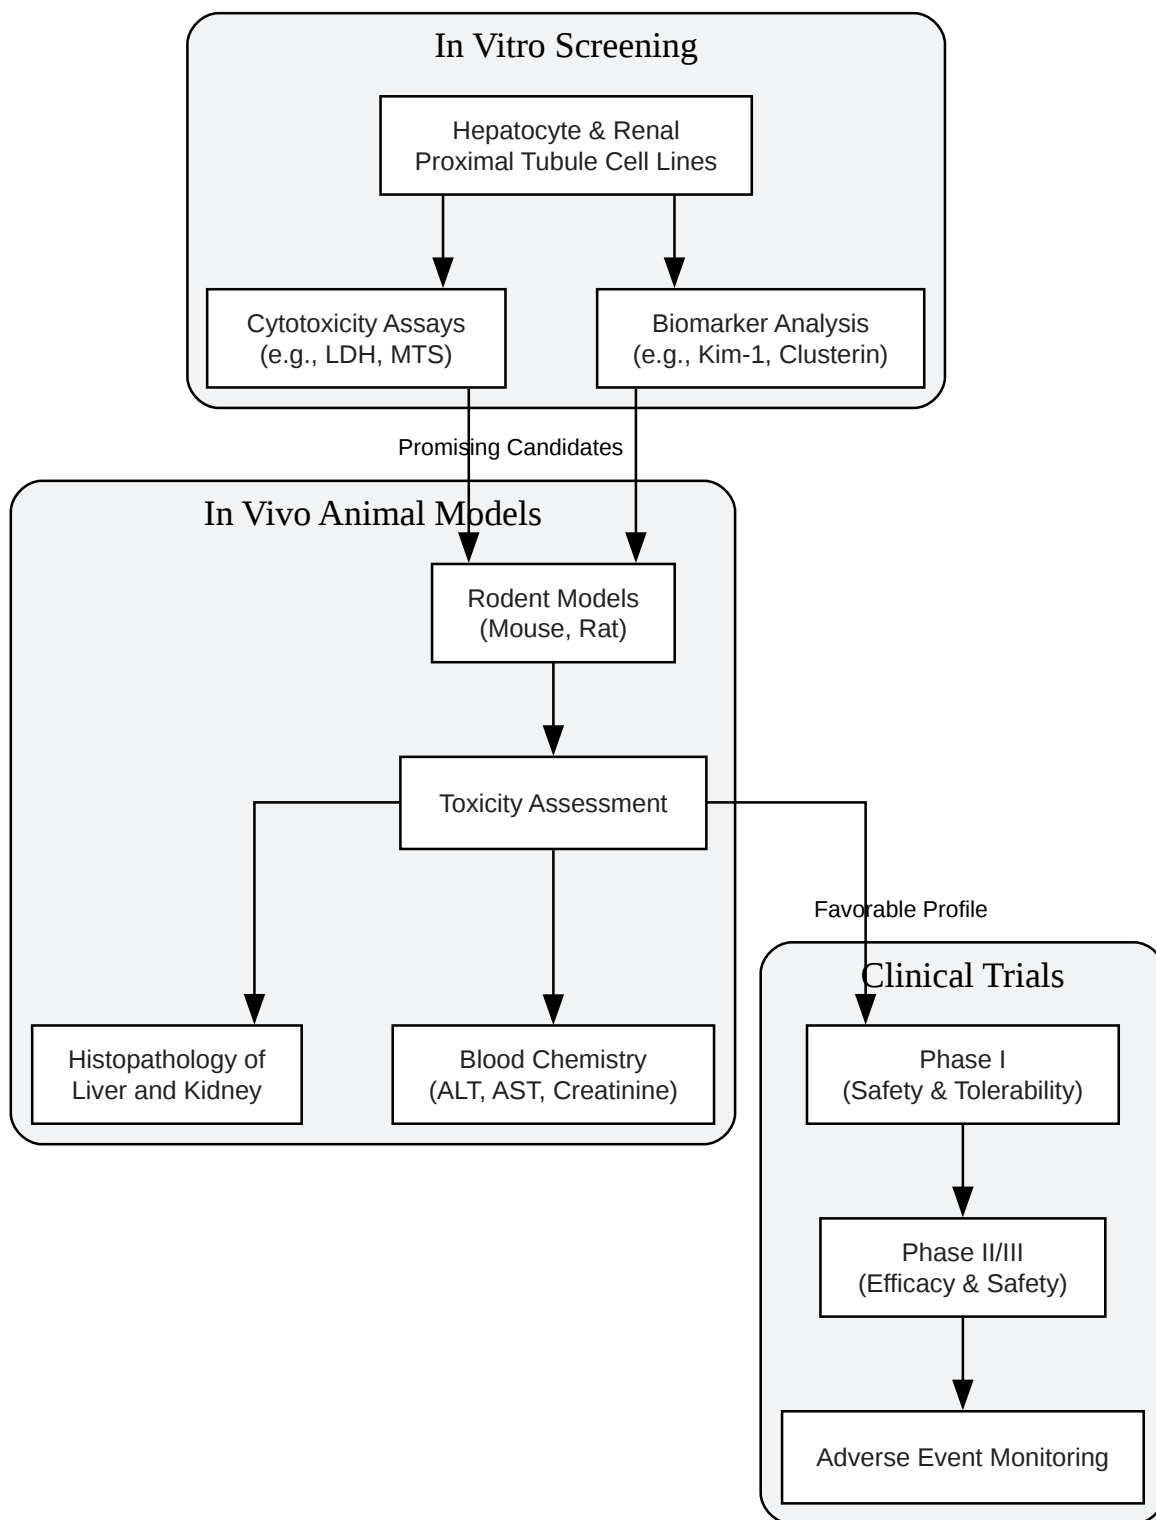 In Vitro Screening
Hepatocyte & Renal
Proximal Tubule Cell Lines
Cytotoxicity Assays
(e.g., LDH, MTS)
Biomarker Analysis
(e.g., Kim-1, Clusterin)
Promising Candidates
In Vivo Animal Models
Rodent Models
(Mouse, Rat)
Toxicity Assessment
Favorable Profile
Clinical Trials
Histopathology of
Liver and Kidney
Blood Chemistry
(ALT, AST, Creatinine)
Phase I
(Safety & Tolerability)
Phase II/III
(Efficacy & Safety)
Adverse Event Monitoring